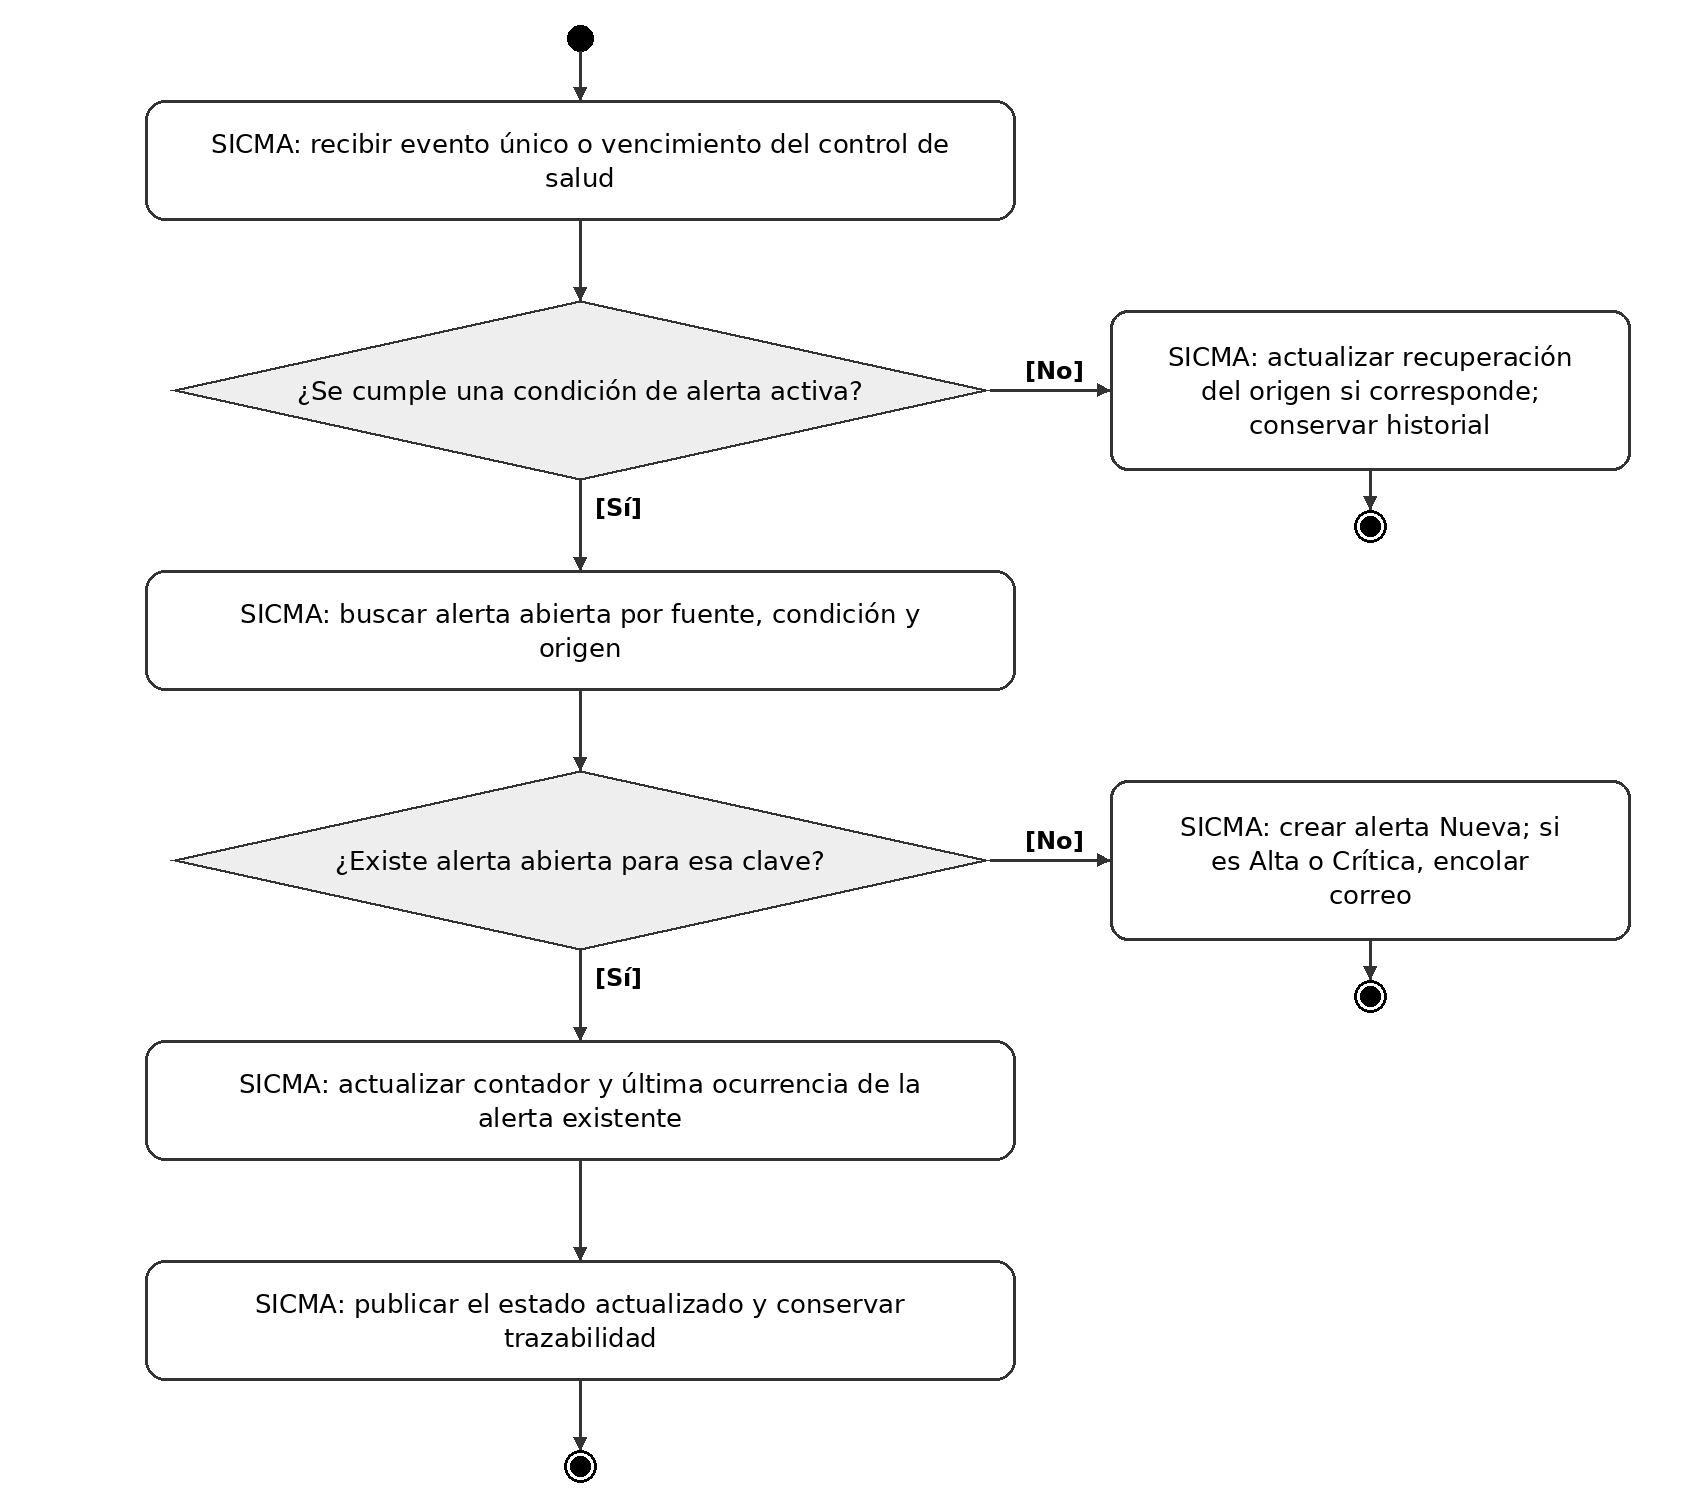 SICMA: recibir evento único o vencimiento del control de
salud
¿Se cumple una condición de alerta activa?
[No]
SICMA: actualizar recuperación
del origen si corresponde;
conservar historial
[Sí]
SICMA: buscar alerta abierta por fuente, condición y
origen
¿Existe alerta abierta para esa clave?
[No]
SICMA: crear alerta Nueva; si
es Alta o Crítica, encolar
correo
[Sí]
SICMA: actualizar contador y última ocurrencia de la
alerta existente
SICMA: publicar el estado actualizado y conservar
trazabilidad